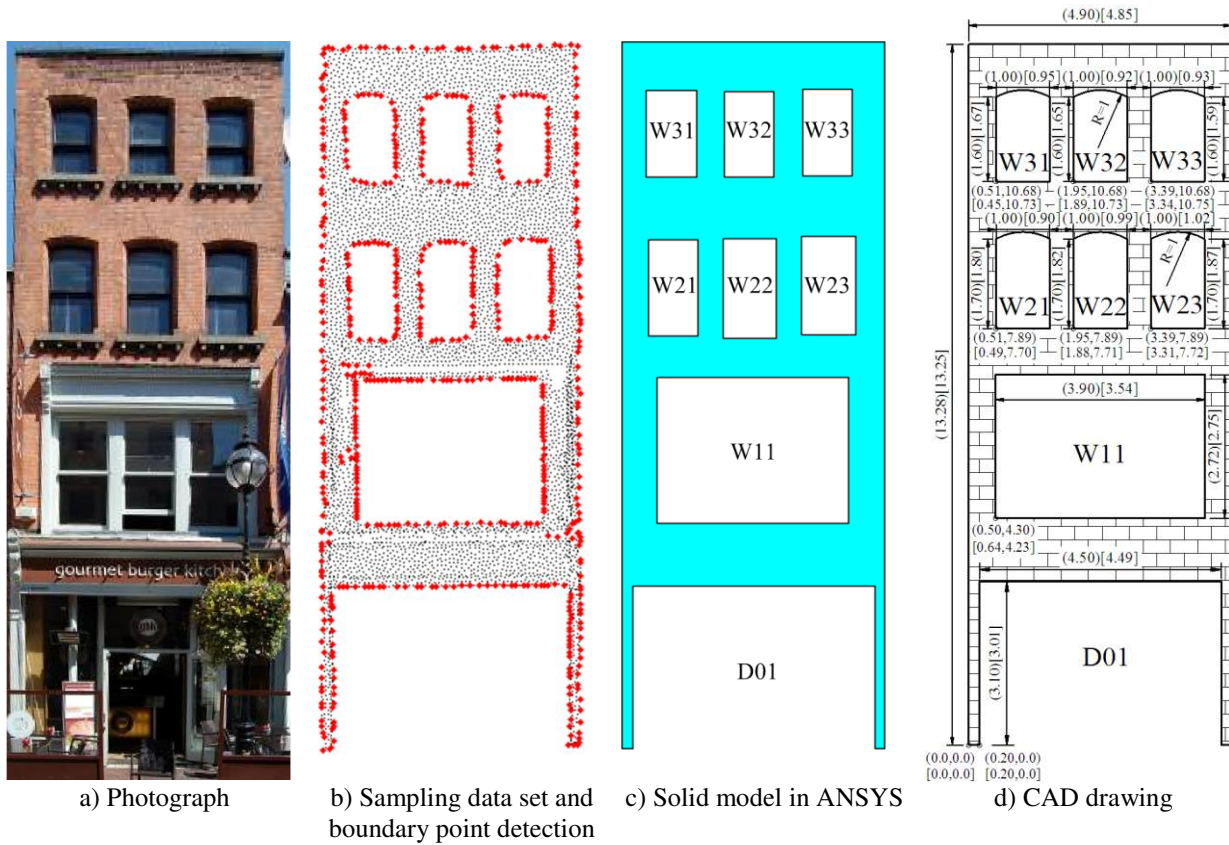 gourmet burger kitch
W31 W32 W33
W21 W22 W23
W11
D01
(4.90)[4.85]
(1.00)[0.95] (1.00)[0.92] (1.00)[0.93]
(1.60)[1.67]
(1.60)[1.65]
R=1
(1.60)[1.59]
W31 W32 W33
(0.51,10.68) (1.95,10.68) (3.39,10.68)
[0.45,10.73] [1.89,10.73] [3.34,10.75]
(1.00)[0.90] (1.00)[0.99] (1.00)[1.02]
(1.70)[1.80]
(1.70)[1.82]
R=1
(1.70)[1.87]
W21 W22 W23
(0.51,7.89) (1.95,7.89) (3.39,7.89)
[0.49,7.70] [1.88,7.71] [3.31,7.72]
(13.28)[13.25]
(3.90)[3.54]
W11
(2.72)[2.75]
(0.50,4.30)
[0.64,4.23]
(4.50)[4.49]
(3.10)[3.01]
D01
(0.0,0.0) (0.20,0.0)
[0.0,0.0] [0.20,0.0]
a) Photograph
b) Sampling data set and
boundary point detection
c) Solid model in ANSYS
d) CAD drawing